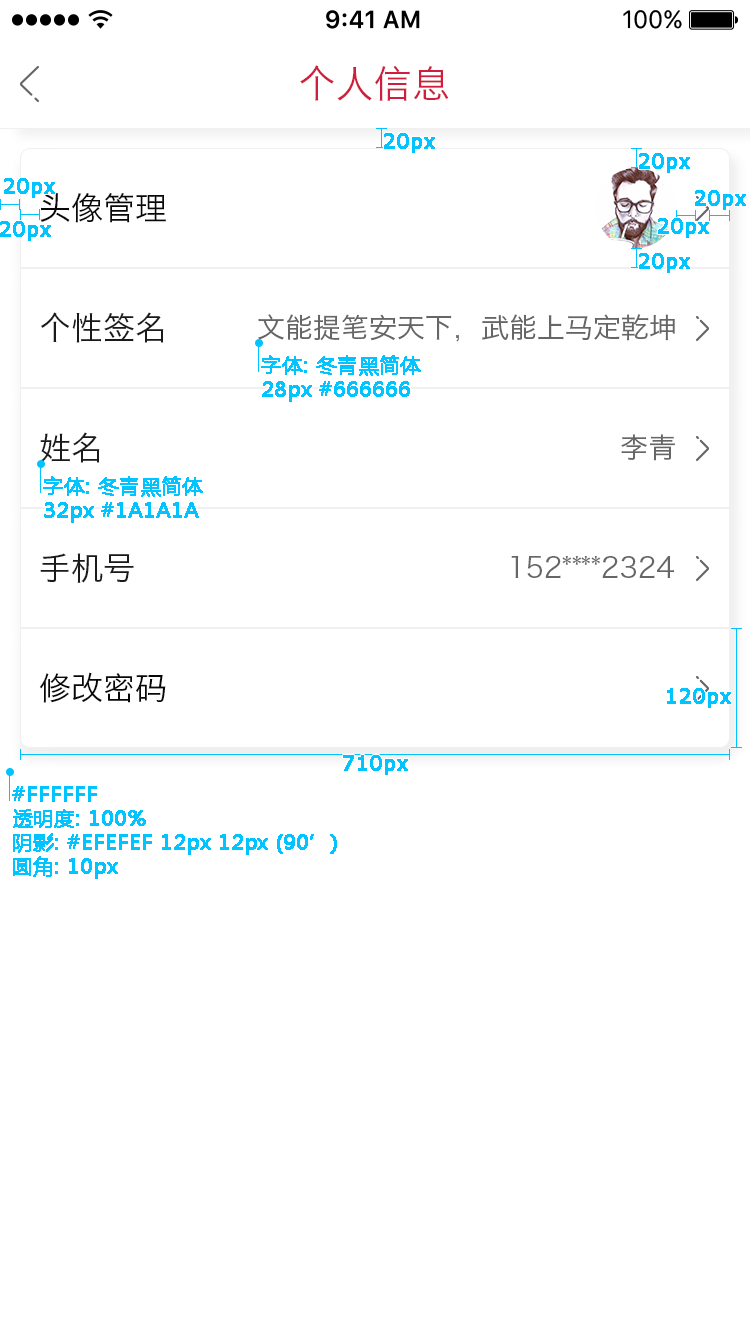 9:41 AM
100%
个人信息
20px
20px
20px
20px
头像管理
20px
20px
20px
个性签名
文能提笔安天下，武能上马定乾坤
字体: 冬青黑简体
28px #666666
姓名
李青
字体: 冬青黑简体
32px #1A1A1A
手机号
152****2324
修改密码
120px
710px
#FFFFFF
透明度: 100%
阴影: #EFEFEF 12px 12px (90′ )
圆角: 10px